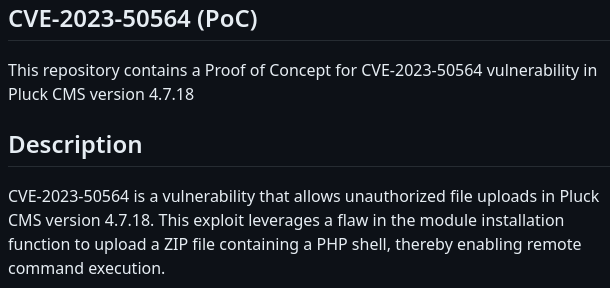 CVE-2023-50564 (PoC)
This repository contains a Proof of Concept for CVE-2023-50564 vulnerability in
Pluck CMS version 4.7.18
Description
CVE-2023-50564 is a vulnerability that allows unauthorized file uploads in Pluck
CMS version 4.7.18. This exploit leverages a flaw in the module installation
function to upload a ZIP file containing a PHP shell, thereby enabling remote
command execution.